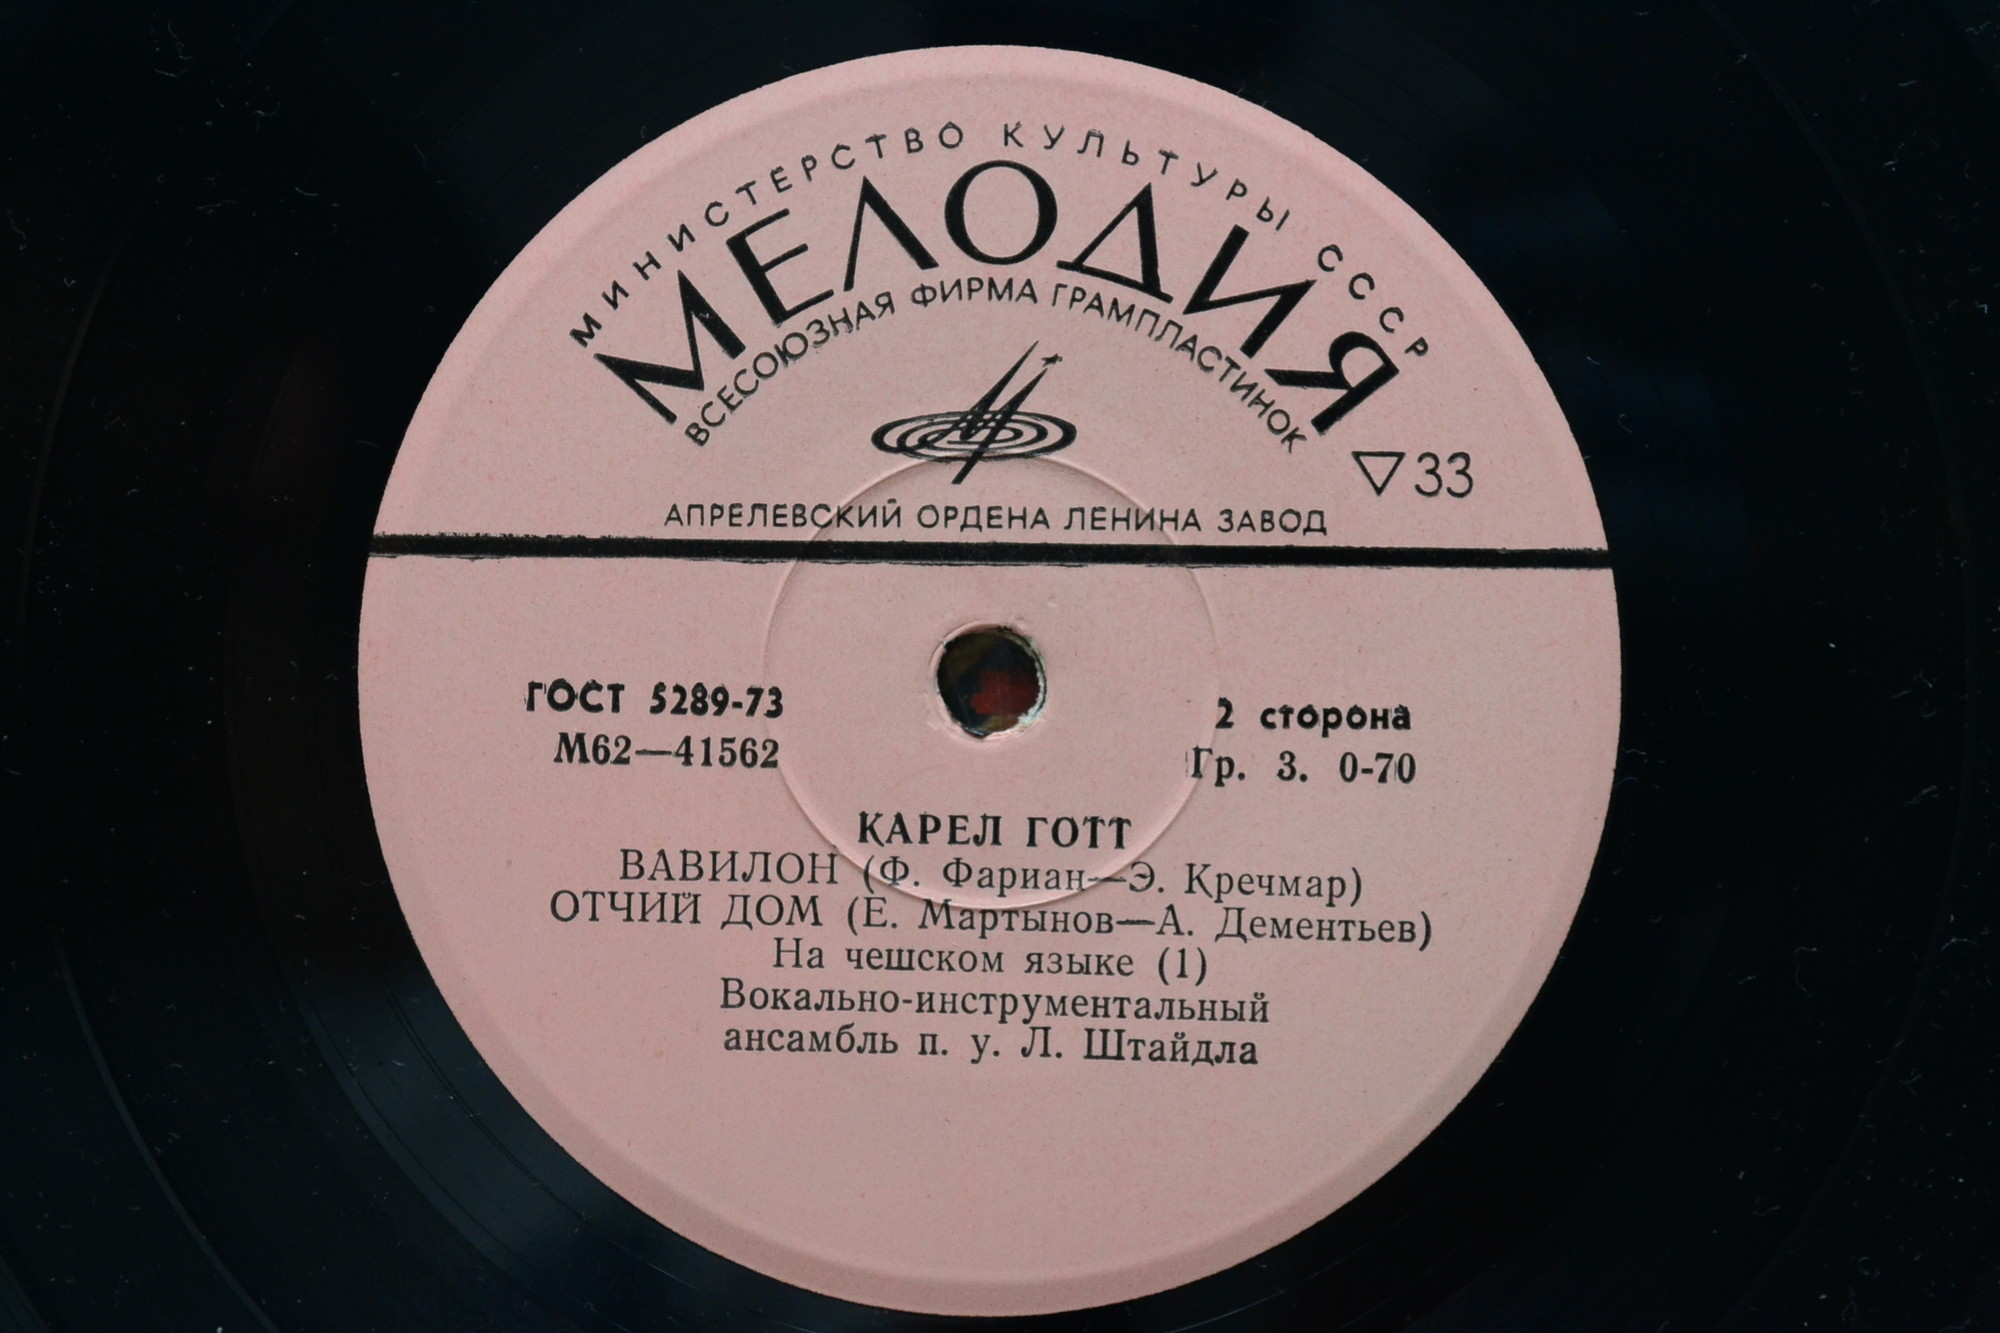 МИНИСТЕРСТВО КУЛЬТУРЫ СССР
МЕЛОДИЯ
ВСЕСОЮЗНАЯ ФИРМА ГРАМПЛАСТИНОК
▽33
АПРЕЛЕВСКИЙ ОРДЕНА ЛЕНИНА ЗАВОД
ГОСТ 5289-73
М62—41562
2 сторона
Гр. 3. 0-70
КАРЕЛ ГОТТ
ВАВИЛОН (Ф. Фариан—Э. Кречмар)
ОТЧИЙ ДОМ (Е. Мартынов—А. Дементьев)
На чешском языке (1)
Вокально-инструментальный
ансамбль п. у. Л. Штайдла